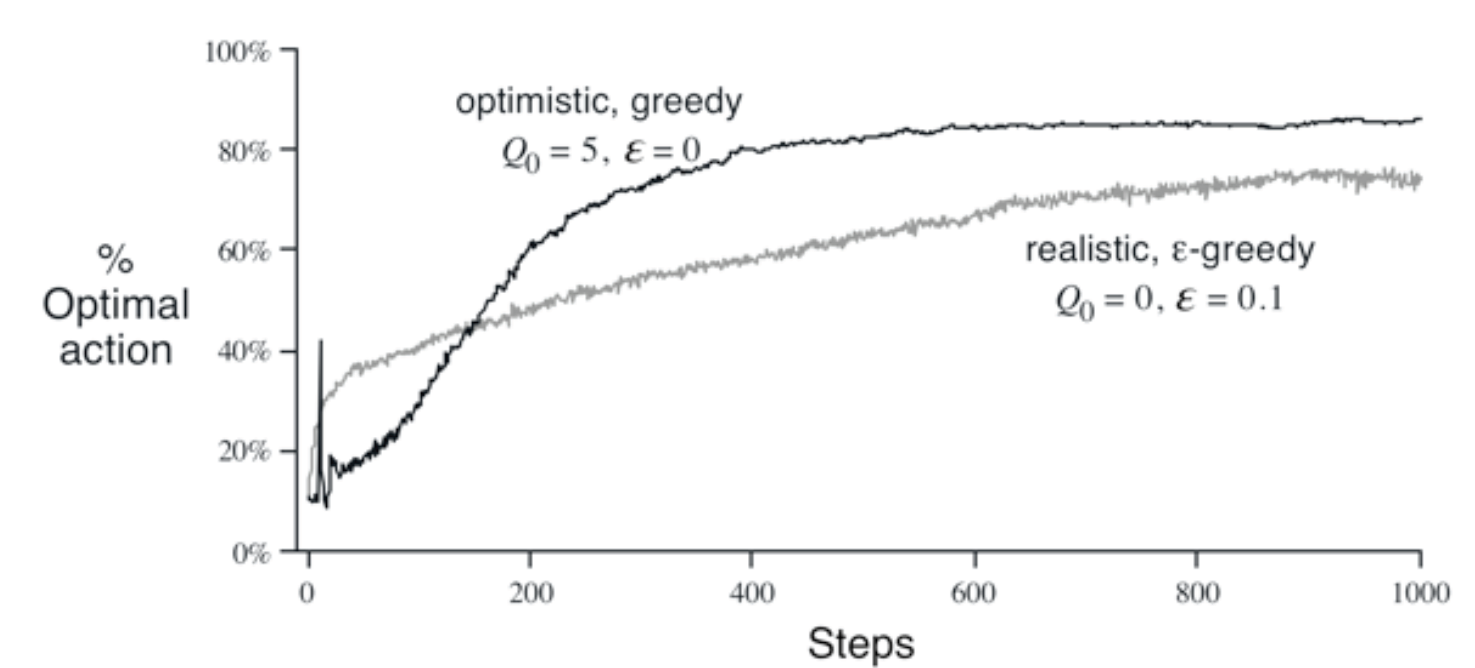 100%
80%
60%
40%
20%
0%
%
Optimal
action
optimistic, greedy
Q₀ = 5, ε = 0
realistic, ε-greedy
Q₀ = 0, ε = 0.1
0 200 400 600 800 1000
Steps